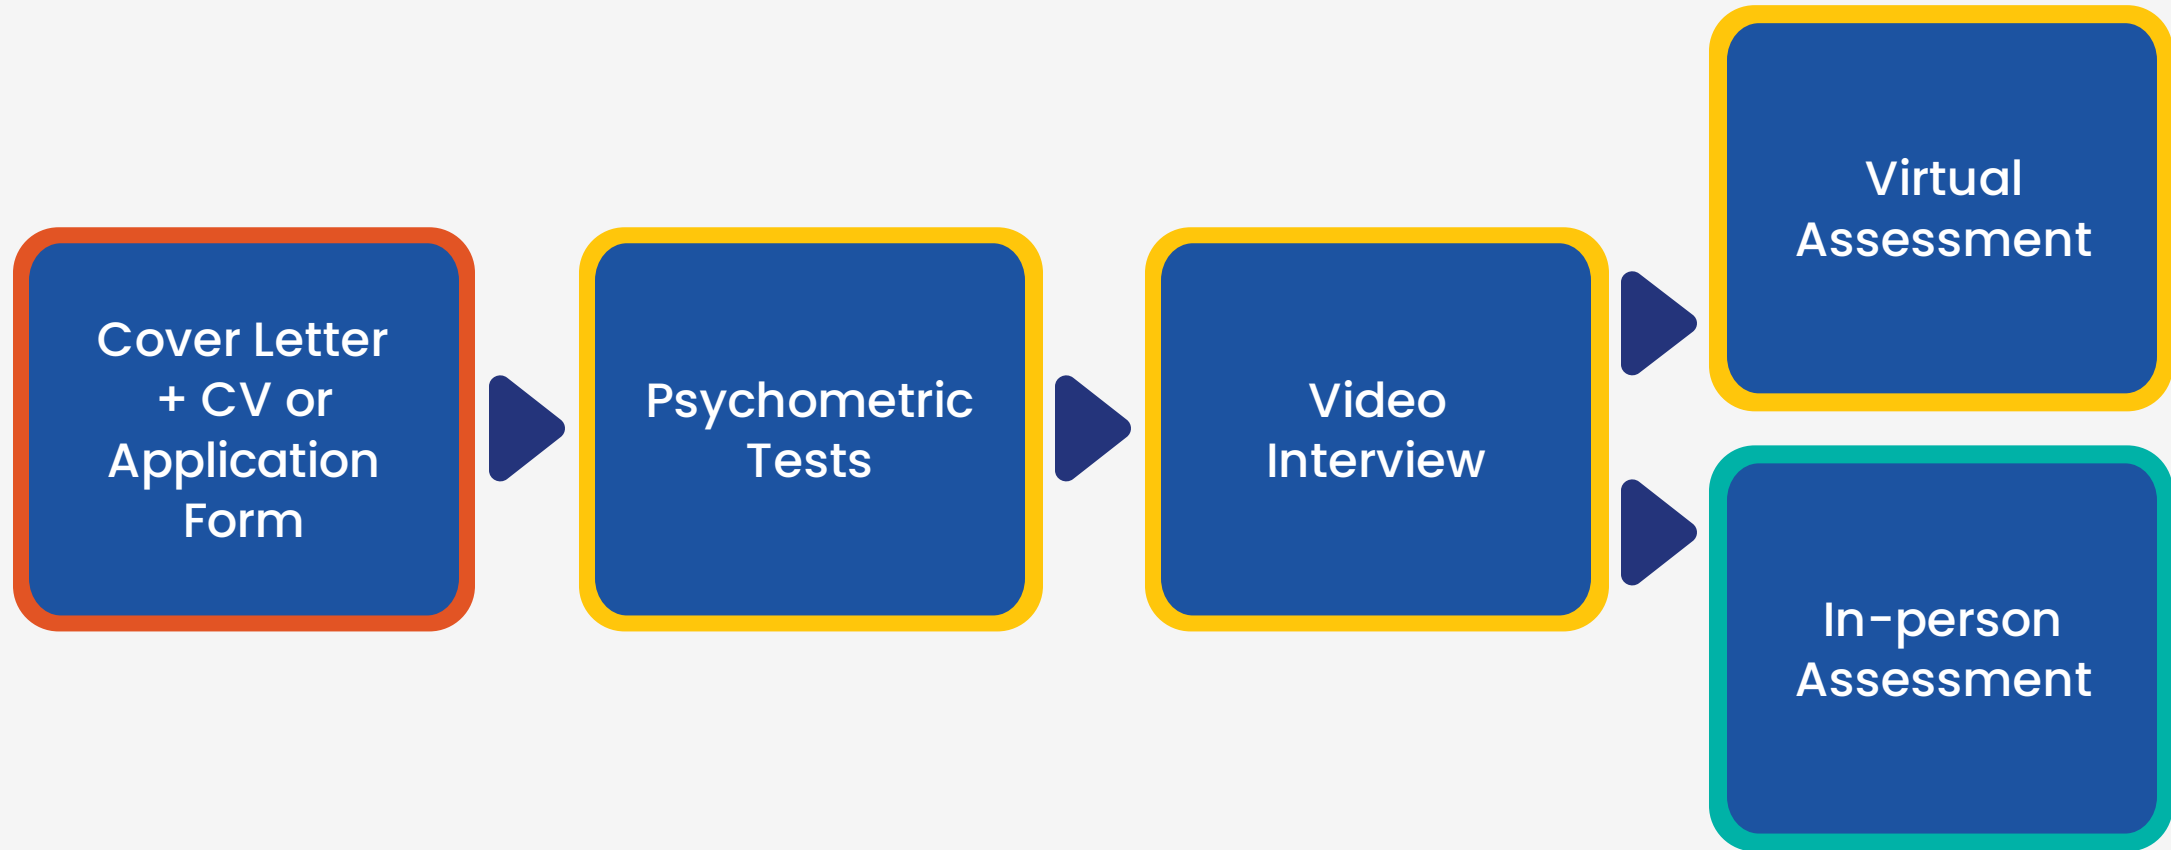 Cover Letter
+ CV or
Application
Form
Psychometric
Tests
Video
Interview
Virtual
Assessment
In-person
Assessment